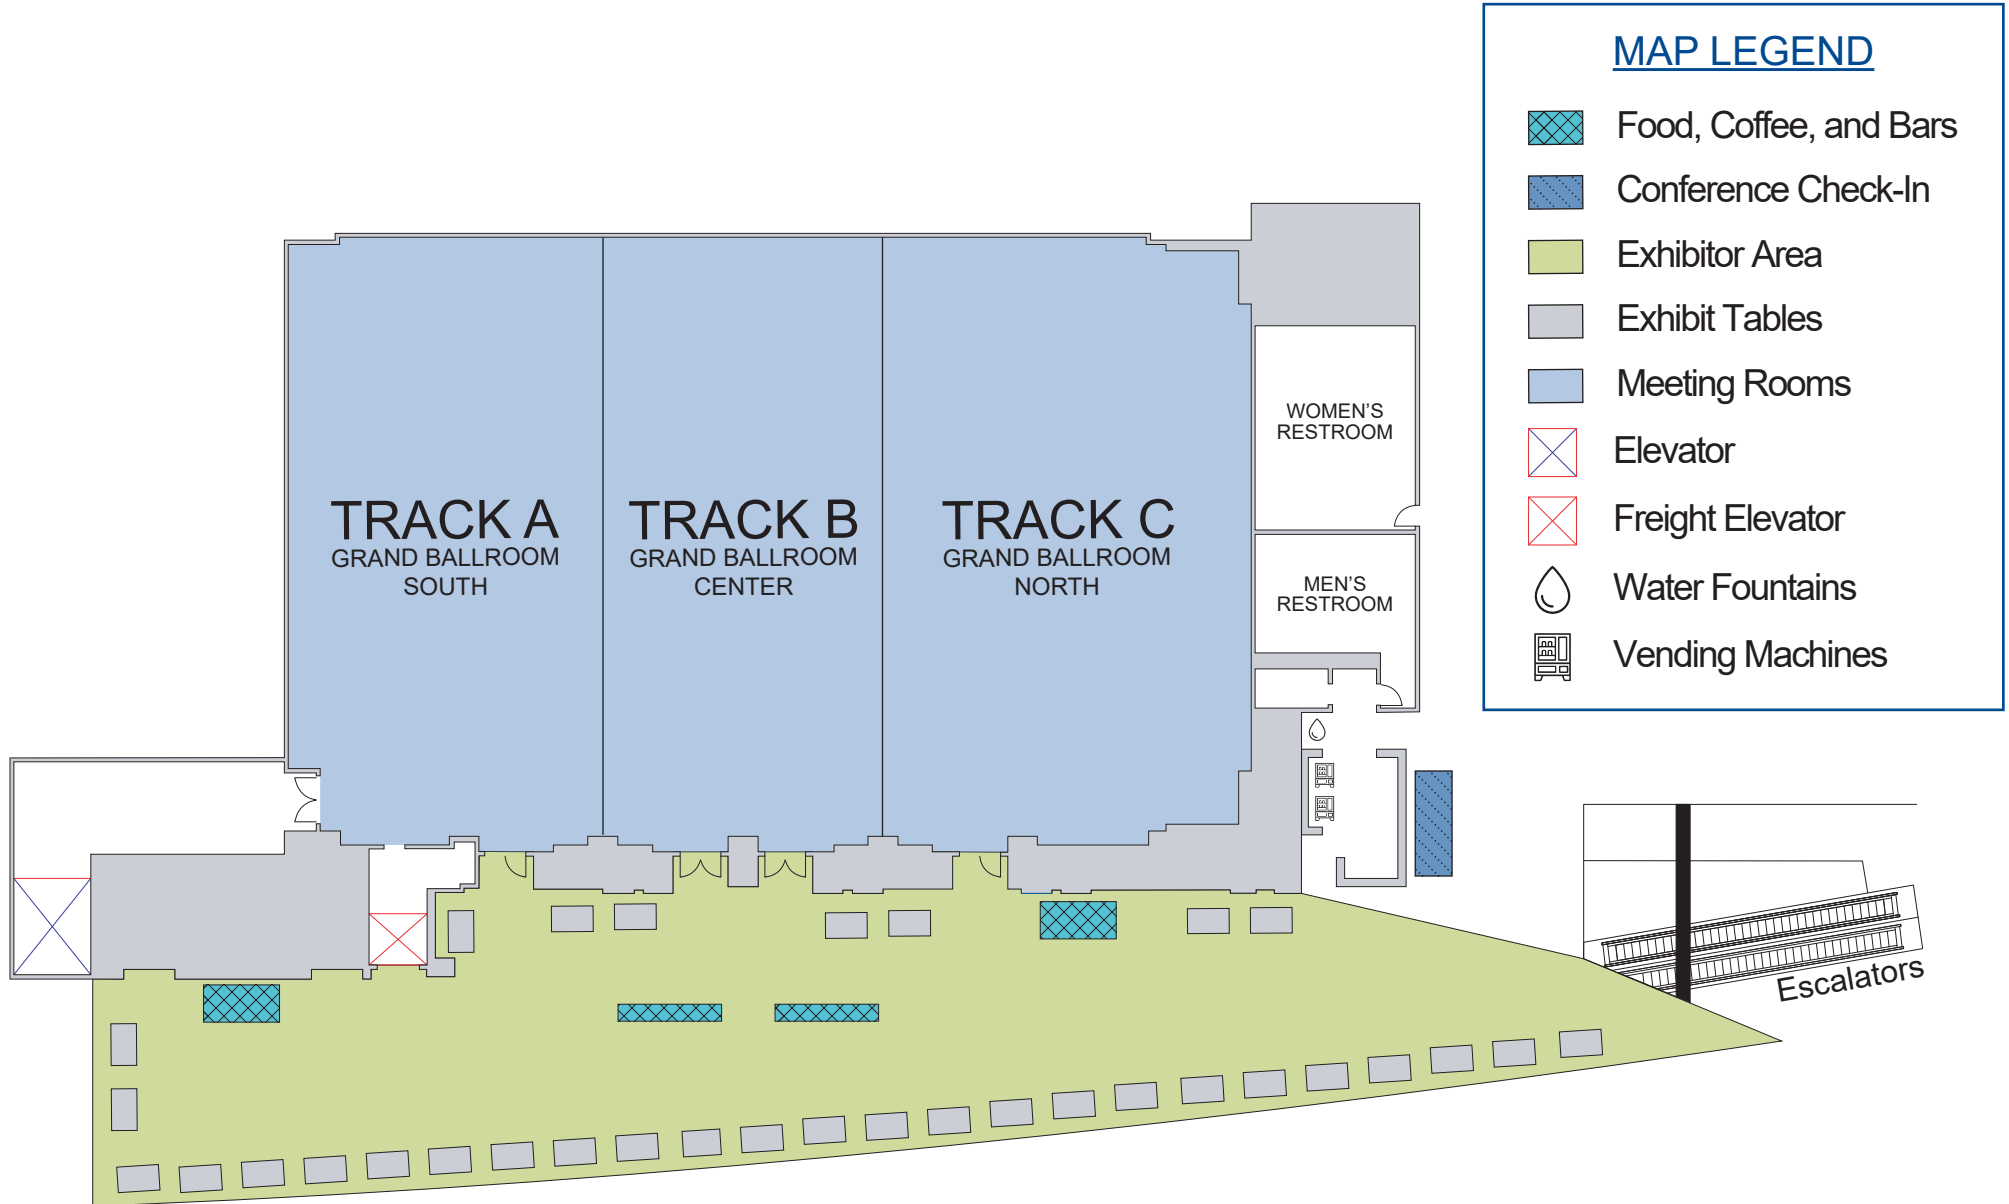 MAP LEGEND
Food, Coffee, and Bars
Conference Check-In
Exhibitor Area
Exhibit Tables
Meeting Rooms
Elevator
Freight Elevator
Water Fountains
Vending Machines
TRACK A
GRAND BALLROOM
SOUTH
TRACK B
GRAND BALLROOM
CENTER
TRACK C
GRAND BALLROOM
NORTH
WOMEN'S
RESTROOM
MEN'S
RESTROOM
Escalators